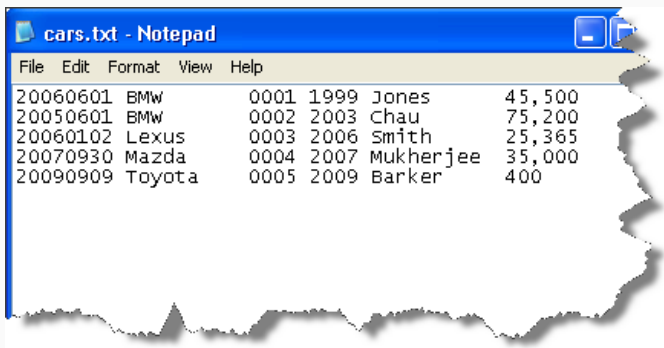 cars.txt - Notepad
File Edit Format View Help
20060601 BMW 0001 1999 Jones 45,500
20050601 BMW 0002 2003 Chau 75,200
20060102 Lexus 0003 2006 Smith 25,365
20070930 Mazda 0004 2007 Mukherjee 35,000
20090909 Toyota 0005 2009 Barker 400